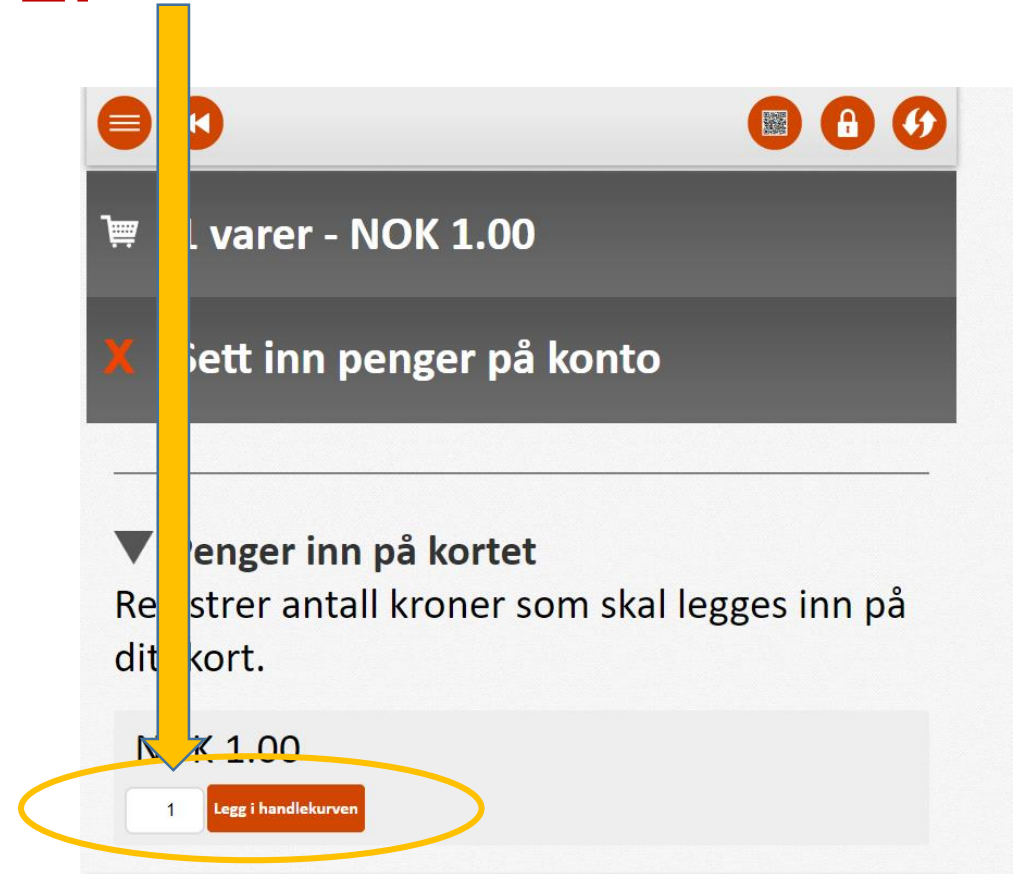 varer - NOK 1.00
inn penger på konto
inn på kortet
antall kroner som skal legges inn på
kort.
1.00
1 Legg i handlekurven